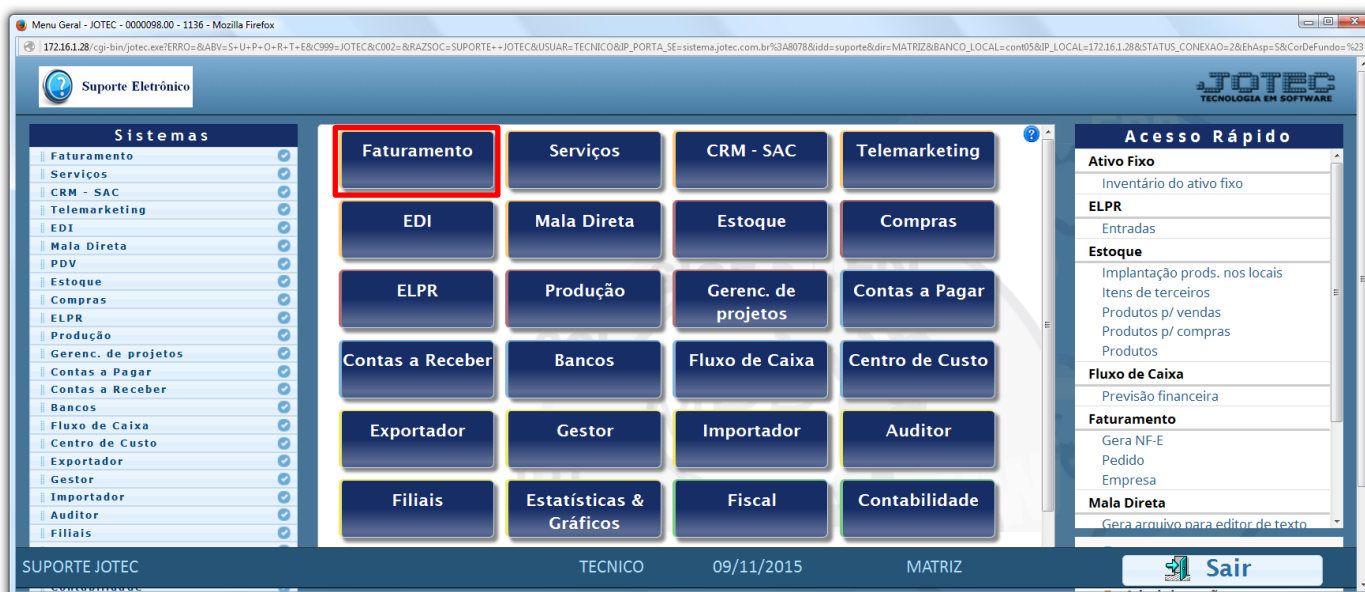 Menu Geral - JOTEC - 0000098.00 - 1136 - Mozilla Firefox
172.16.1.28/cgi-bin/jotec.exe?ERRO=&ABV=S+U+P+O+R+T+E&C999=JOTEC&C002=&RAZSOC=SUPORTE++JOTEC&USUAR=TECNICO&IP_PORTA_SE=sistema.jotec.com.br%3A8078&idd=suporte&dir=MATRIZ&BANCO_LOCAL=cont05&IP_LOCAL=172.16.1.28&STATUS_CONEXAO=2&EhAsp=S&CorDeFundo=%23
Suporte Eletrônico
JOTEC
TECNOLOGIA EM SOFTWARE
Sistemas
Faturamento
Serviços
CRM - SAC
Telemarketing
EDI
Mala Direta
PDV
Estoque
Compras
ELPR
Produção
Gerenc. de projetos
Contas a Pagar
Contas a Receber
Bancos
Fluxo de Caixa
Centro de Custo
Exportador
Gestor
Importador
Auditor
Filiais
Faturamento
Serviços
CRM - SAC
Telemarketing
EDI
Mala Direta
Estoque
Compras
ELPR
Produção
Gerenc. de
projetos
Contas a Pagar
Contas a Receber
Bancos
Fluxo de Caixa
Centro de Custo
Exportador
Gestor
Importador
Auditor
Filiais
Estatísticas &
Gráficos
Fiscal
Contabilidade
Acesso Rápido
Ativo Fixo
Inventário do ativo fixo
ELPR
Entradas
Estoque
Implantação prods. nos locais
Itens de terceiros
Produtos p/ vendas
Produtos p/ compras
Produtos
Fluxo de Caixa
Previsão financeira
Faturamento
Gera NF-E
Pedido
Empresa
Mala Direta
Gera arquivo para editor de texto
SUPORTE JOTEC
TECNICO
09/11/2015
MATRIZ
Sair